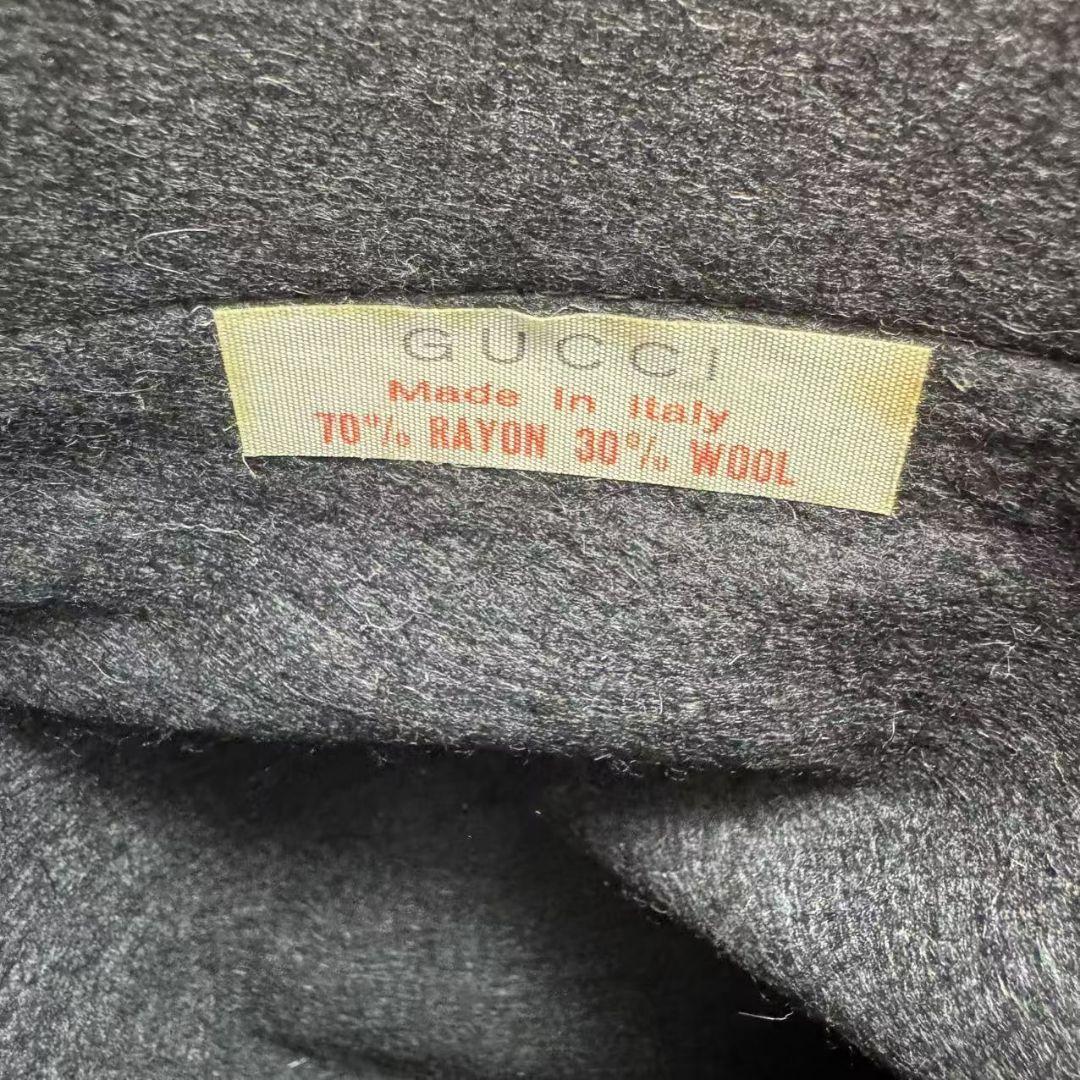 GUCCI
Made in Italy
70% RAYON 30% WOOL